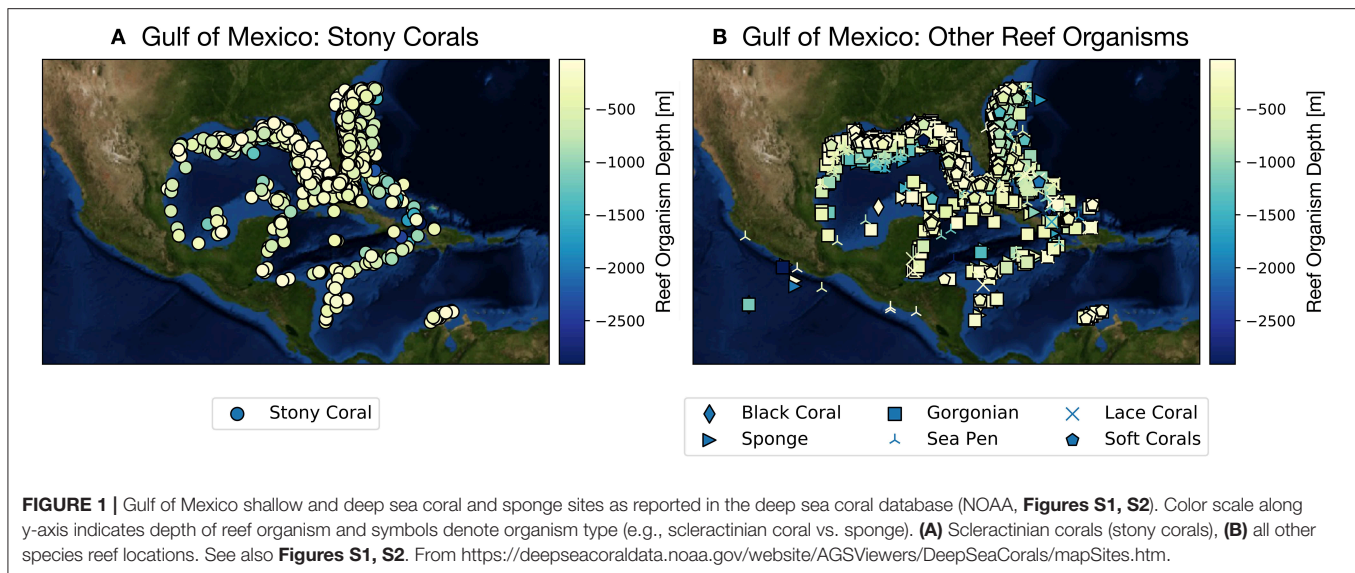 A Gulf of Mexico: Stony Corals
−500
−1000
−1500
−2000
−2500
Reef Organism Depth [m]
Stony Coral
B Gulf of Mexico: Other Reef Organisms
−500
−1000
−1500
−2000
−2500
Reef Organism Depth [m]
Black Coral Gorgonian Lace Coral
Sponge Sea Pen Soft Corals
FIGURE 1 | Gulf of Mexico shallow and deep sea coral and sponge sites as reported in the deep sea coral database (NOAA, Figures S1, S2). Color scale along
y-axis indicates depth of reef organism and symbols denote organism type (e.g., scleractinian coral vs. sponge). (A) Scleractinian corals (stony corals), (B) all other
species reef locations. See also Figures S1, S2. From https://deepseacoraldata.noaa.gov/website/AGSViewers/DeepSeaCorals/mapSites.htm.